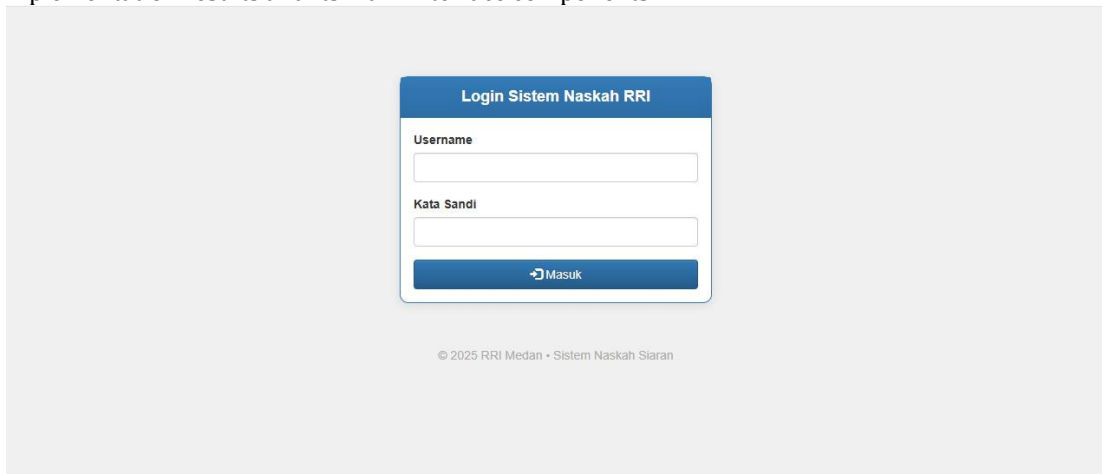 Login Sistem Naskah RRI
Username
Kata Sandi
Masuk
© 2025 RRI Medan • Sistem Naskah Siaran